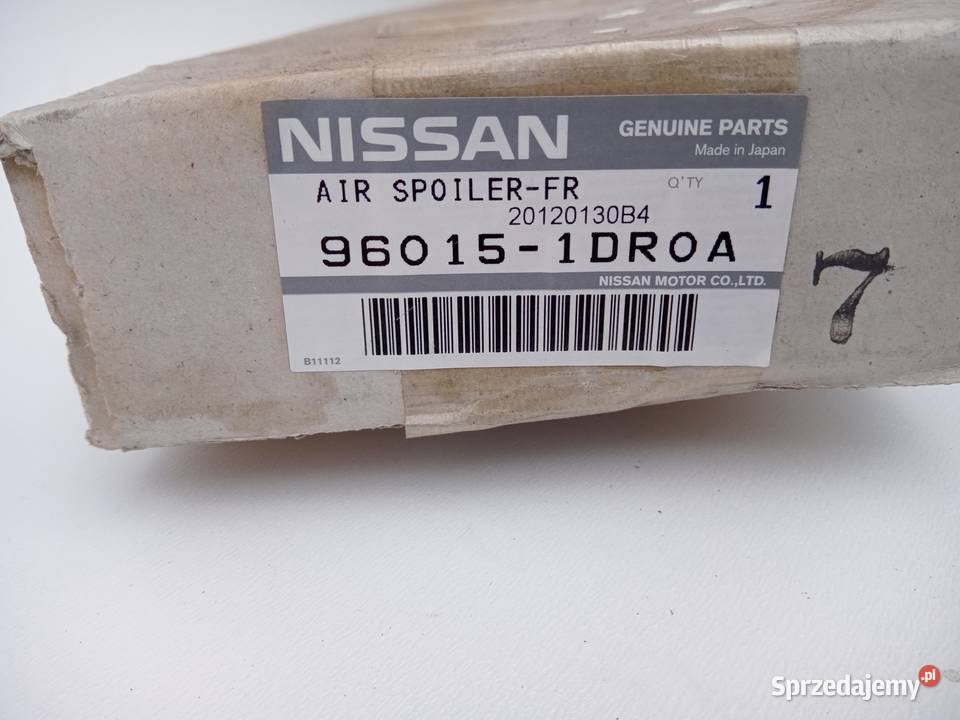 NISSAN
GENUINE PARTS
Made in Japan
AIR SPOILER-FR
Q'TY
1
20120130B4
96015-1DR0A
NISSAN MOTOR CO.,LTD.
B11112
7
Sprzedajemy.pl